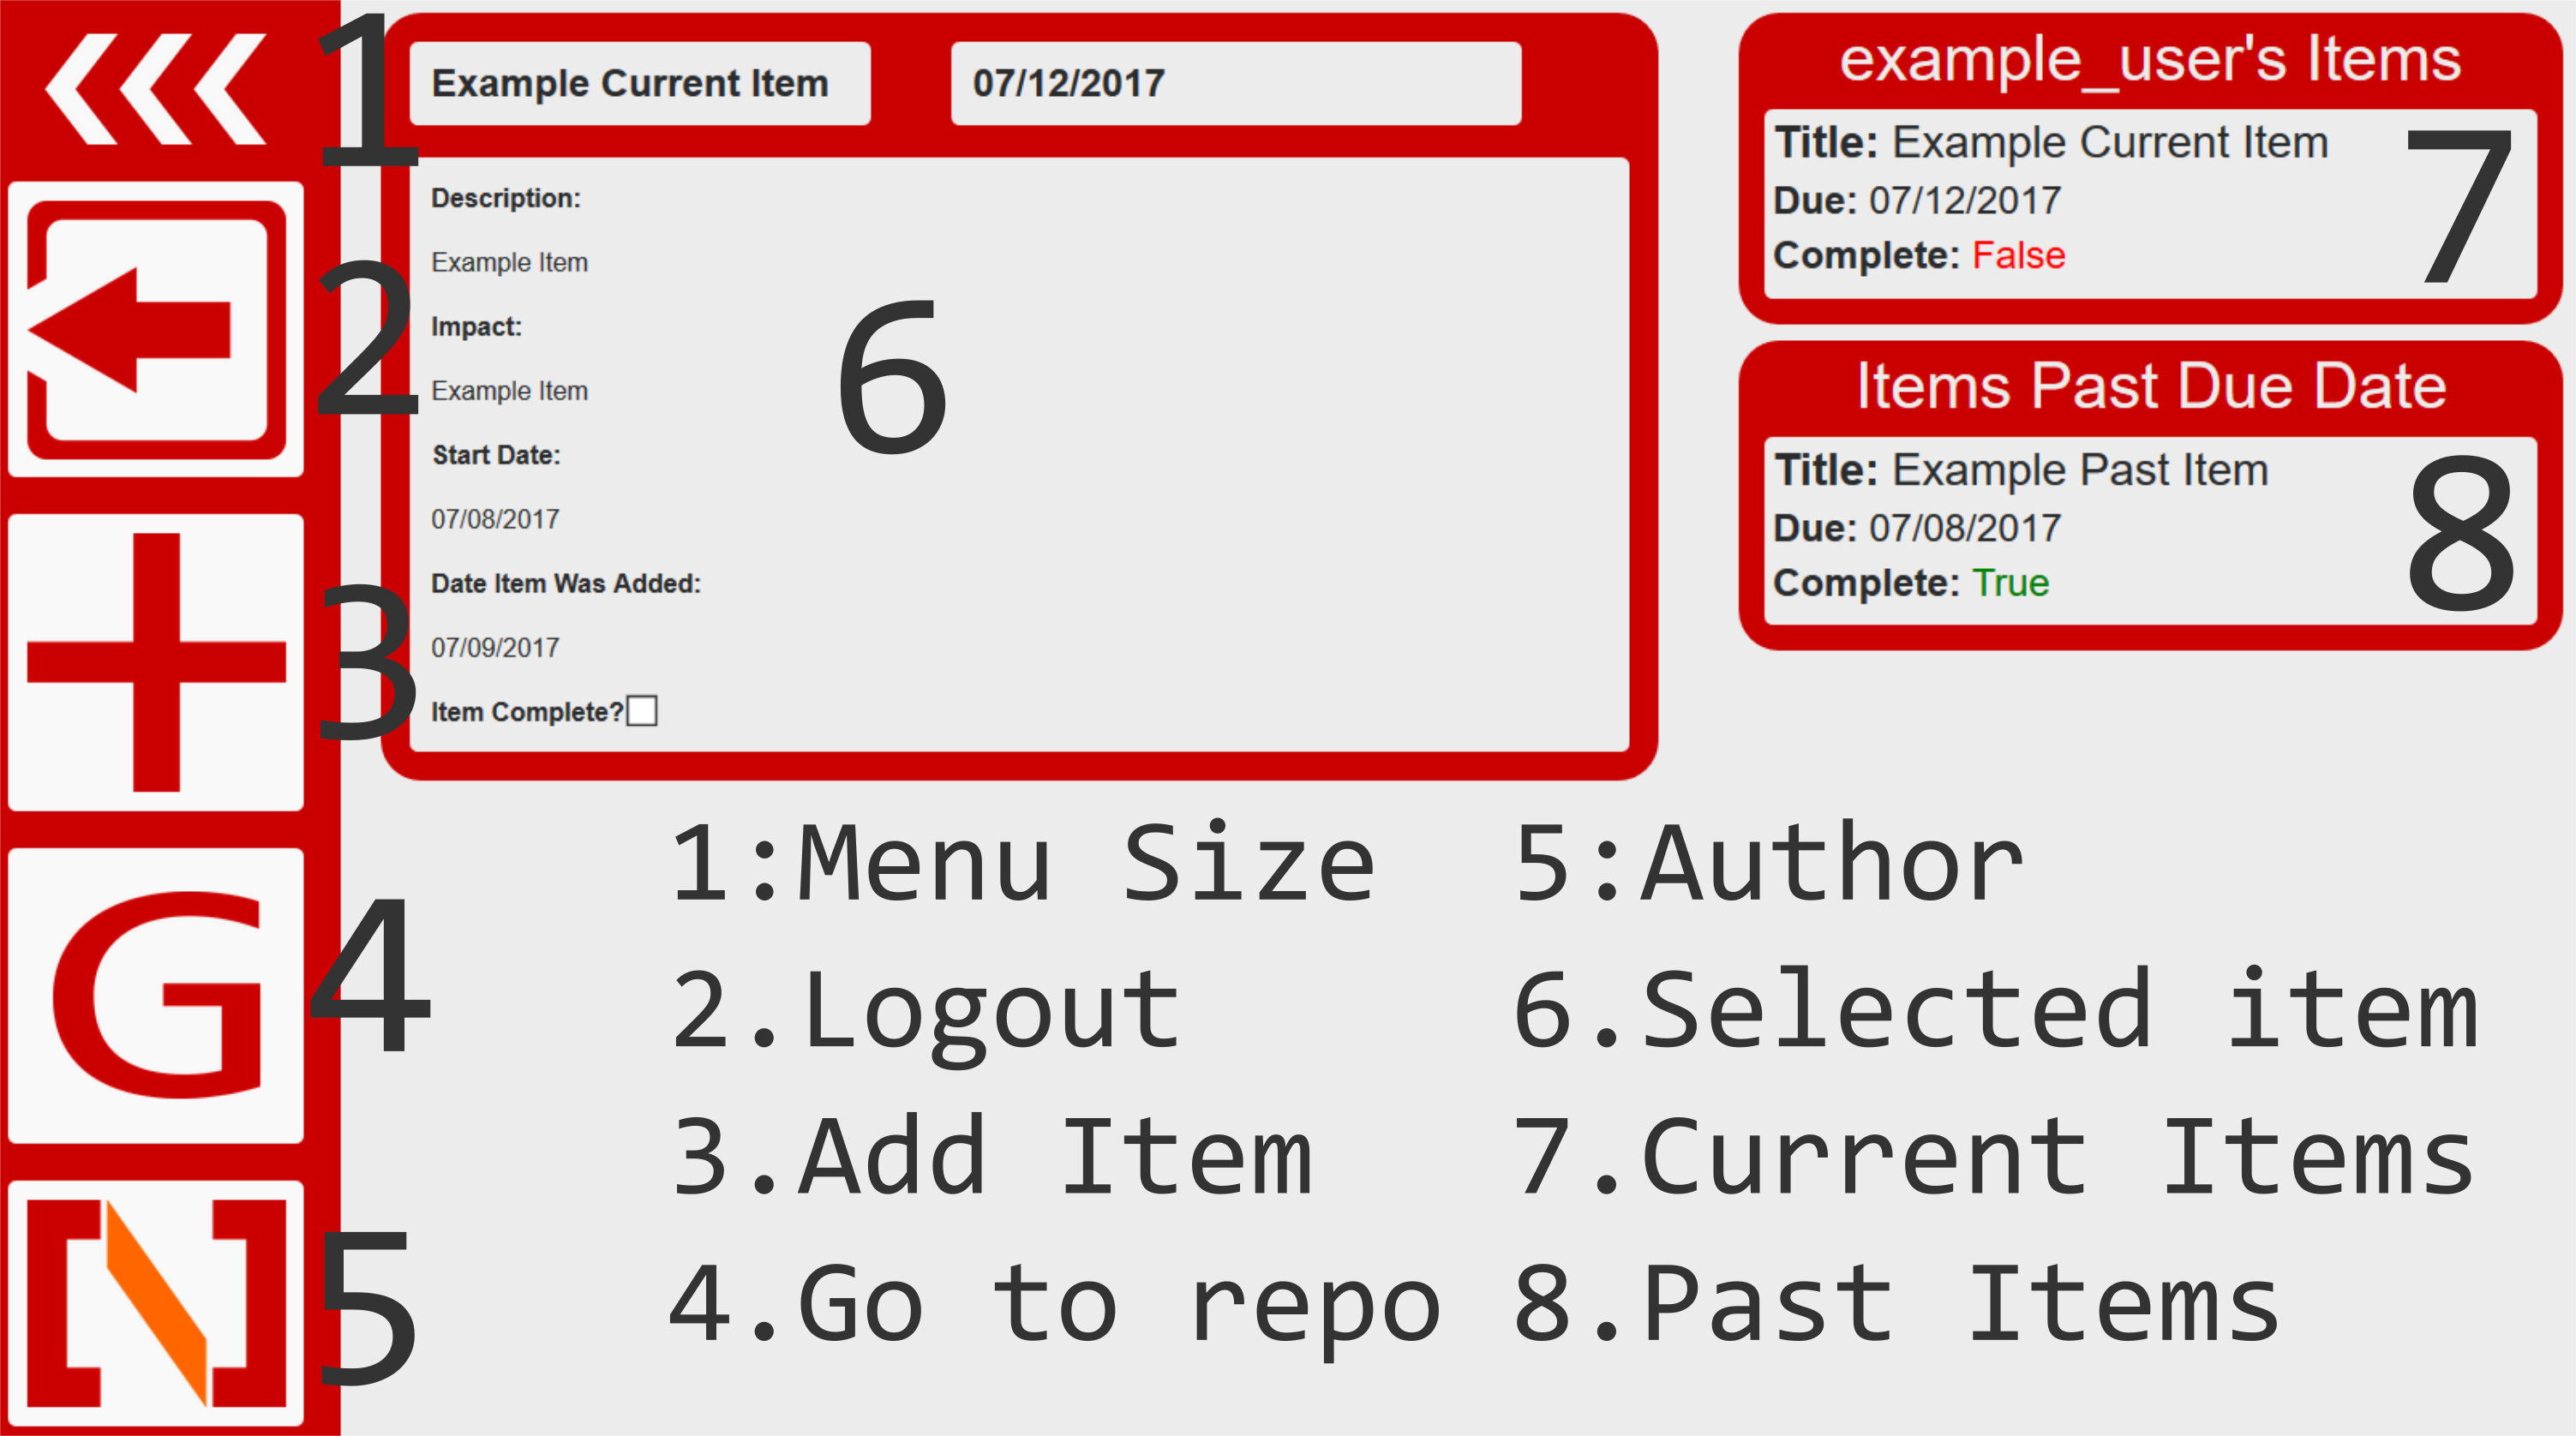 1
Example Current Item 07/12/2017
Description:
Example Item
Impact:
Example Item
Start Date:
07/08/2017
Date Item Was Added:
07/09/2017
Item Complete?
2
3
G 4
[N] 5
6
example_user's Items
Title: Example Current Item
Due: 07/12/2017
Complete: False
7
Items Past Due Date
Title: Example Past Item
Due: 07/08/2017
Complete: True
8
1:Menu Size
2.Logout
3.Add Item
4.Go to repo
5:Author
6.Selected item
7.Current Items
8.Past Items